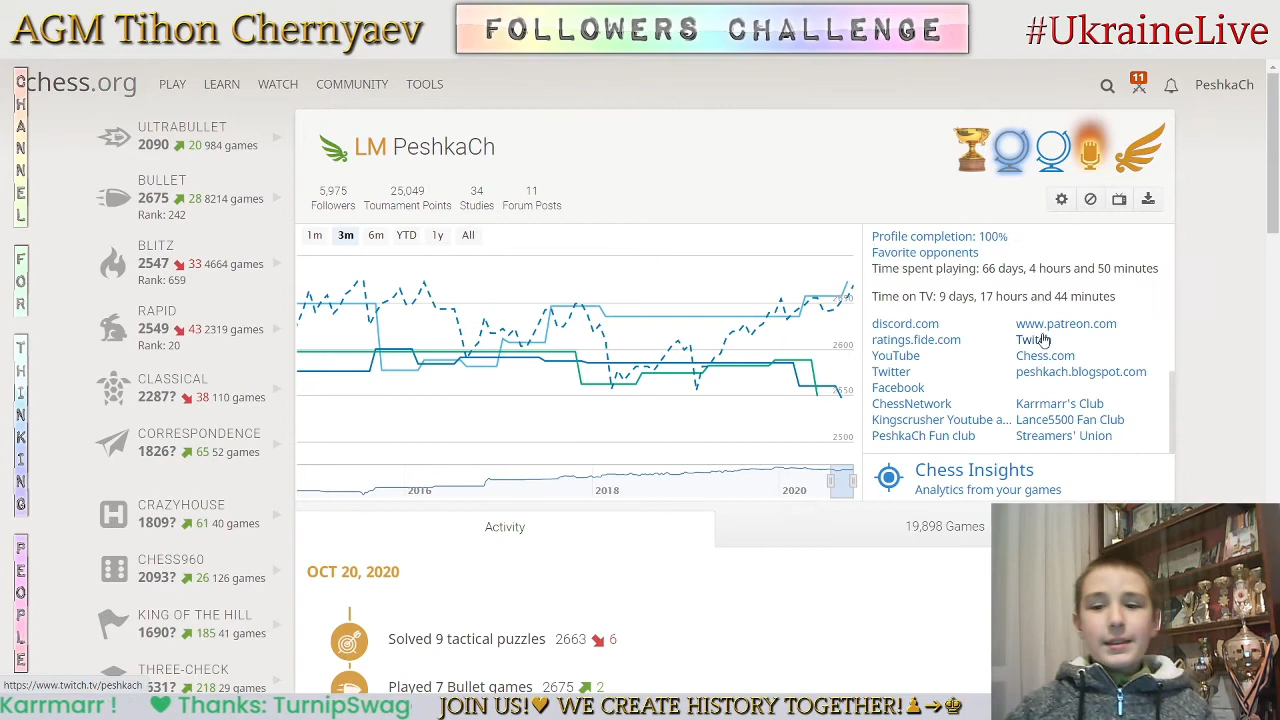 AGM Tihon Chernyaev
FOLLOWERS CHALLENGE
#UkraineLive
CHANNEL
FOR
THINKING
PEOPLE
chess.org
PLAY LEARN WATCH COMMUNITY TOOLS
11
PeshkaCh
ULTRABULLET
2090 20 984 games
BULLET
2675 28 8214 games
Rank: 242
BLITZ
2547 33 4664 games
Rank: 659
RAPID
2549 43 2319 games
Rank: 20
CLASSICAL
2287? 38 110 games
CORRESPONDENCE
1826? 65 52 games
CRAZYHOUSE
1809? 61 40 games
CHESS960
2093? 26 126 games
KING OF THE HILL
1690? 185 41 games
THREE-CHECK
1631? 218 29 games
LM PeshkaCh
5,975 25,049 34 11
Followers Tournament Points Studies Forum Posts
1m 3m 6m YTD 1y All
2600
2550
2500
2016 2018 2020
Profile completion: 100%
Favorite opponents
Time spent playing: 66 days, 4 hours and 50 minutes
Time on TV: 9 days, 17 hours and 44 minutes
discord.com www.patreon.com
ratings.fide.com Twitch
YouTube Chess.com
Twitter peshkach.blogspot.com
Facebook
ChessNetwork Karrmarr's Club
Kingscrusher Youtube a... Lance5500 Fan Club
PeshkaCh Fun club Streamers' Union
Chess Insights
Analytics from your games
Activity
19,898 Games
OCT 20, 2020
Solved 9 tactical puzzles 2663 6
Played 7 Bullet games 2675 2
https://www.twitch.tv/peshkach
Karrmarr ! Thanks: TurnipSwag
JOIN US! WE CREATE HISTORY TOGETHER!